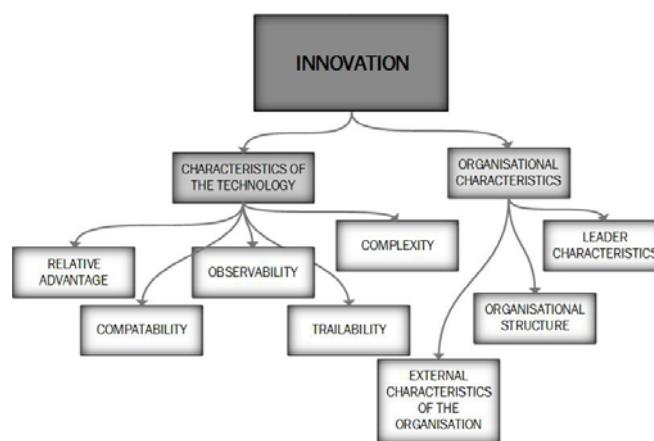 INNOVATION
CHARACTERISTICS OF
THE TECHNOLOGY
ORGANISATIONAL
CHARACTERISTICS
RELATIVE
ADVANTAGE
COMPATABILITY
OBSERVABILITY
TRAILABILITY
COMPLEXITY
EXTERNAL
CHARACTERISTICS
OF THE
ORGANISATION
ORGANISATIONAL
STRUCTURE
LEADER
CHARACTERISTICS